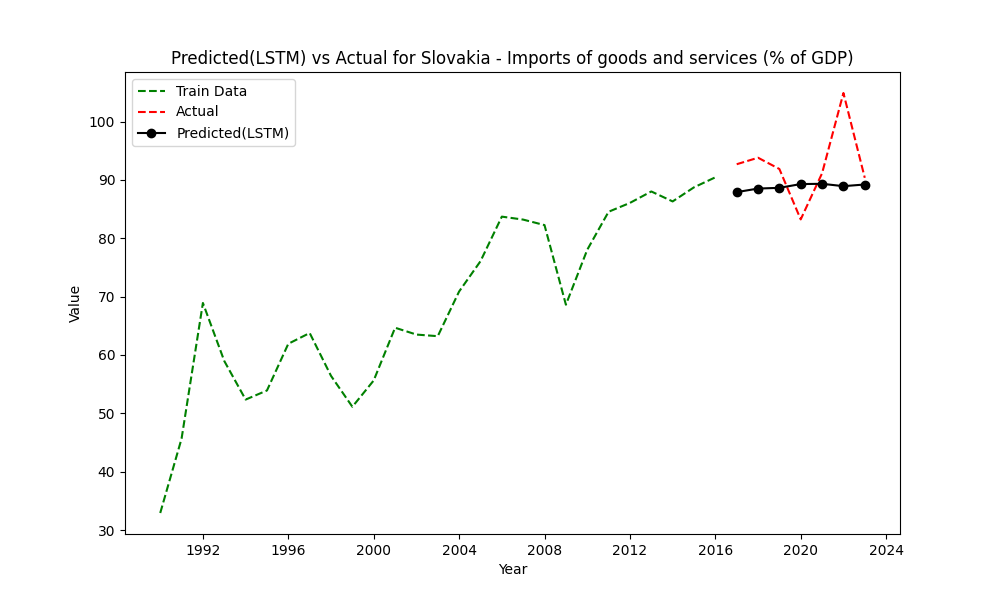 Predicted(LSTM) vs Actual for Slovakia - Imports of goods and services (% of GDP)
Train Data
Actual
Predicted(LSTM)
100
90
80
70
60
50
40
30
Value
1992 1996 2000 2004 2008 2012 2016 2020 2024
Year